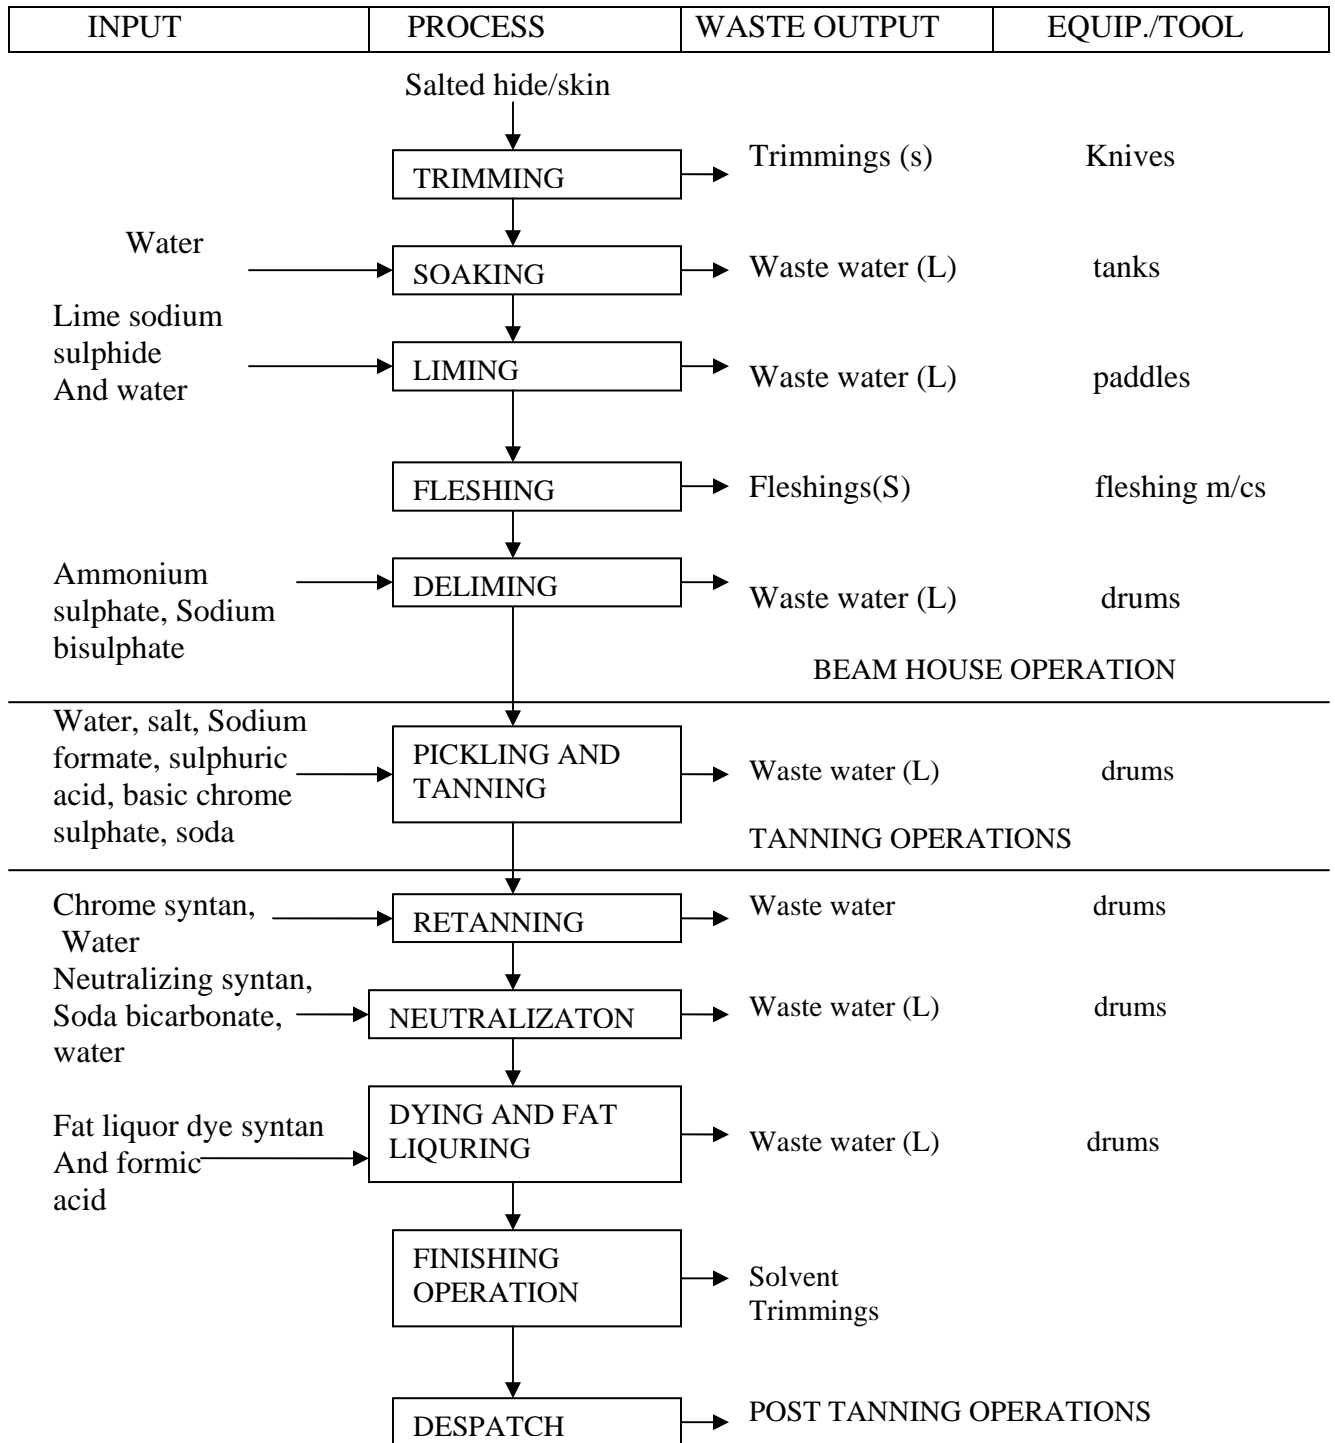 INPUT PROCESS WASTE OUTPUT EQUIP./TOOL
Salted hide/skin
TRIMMING Trimmings (s) Knives
Water
SOAKING Waste water (L) tanks
Lime sodium
sulphide
And water
LIMING Waste water (L) paddles
FLESHING Fleshings(S) fleshing m/cs
Ammonium
sulphate, Sodium
bisulphate
DELIMING Waste water (L) drums
BEAM HOUSE OPERATION
Water, salt, Sodium
formate, sulphuric
acid, basic chrome
sulphate, soda
PICKLING AND
TANNING
Waste water (L) drums
TANNING OPERATIONS
Chrome syntan,
Water
RETANNING Waste water drums
Neutralizing syntan,
Soda bicarbonate,
water
NEUTRALIZATON Waste water (L) drums
Fat liquor dye syntan
And formic
acid
DYING AND FAT
LIQURING
Waste water (L) drums
FINISHING
OPERATION
Solvent
Trimmings
DESPATCH POST TANNING OPERATIONS